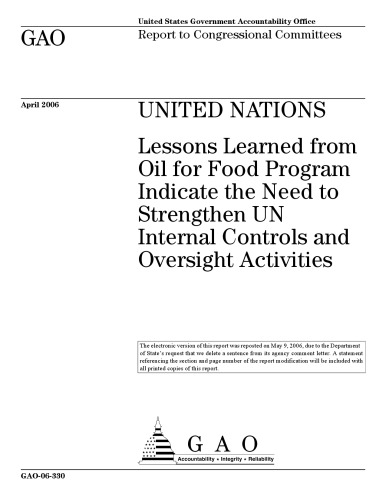 United States Government Accountability Office
GAO
Report to Congressional Committees
April 2006
UNITED NATIONS
Lessons Learned from
Oil for Food Program
Indicate the Need to
Strengthen UN
Internal Controls and
Oversight Activities
The electronic version of this report was reposted on May 9, 2006, due to the Department
of State's request that we delete a sentence from its agency comment letter. A statement
referencing the section and page number of the report modification will be included with
all printed copies of this report.
G A O
Accountability • Integrity • Reliability
GAO-06-330